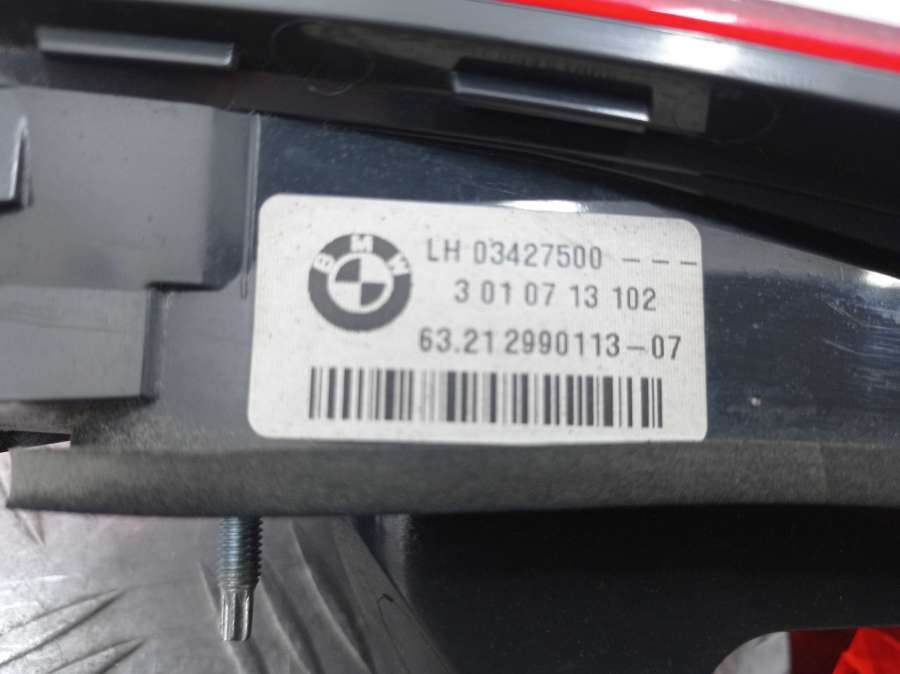 BMW
LH 03427500 ---
3 01 07 13 102
63.21 2990113-07